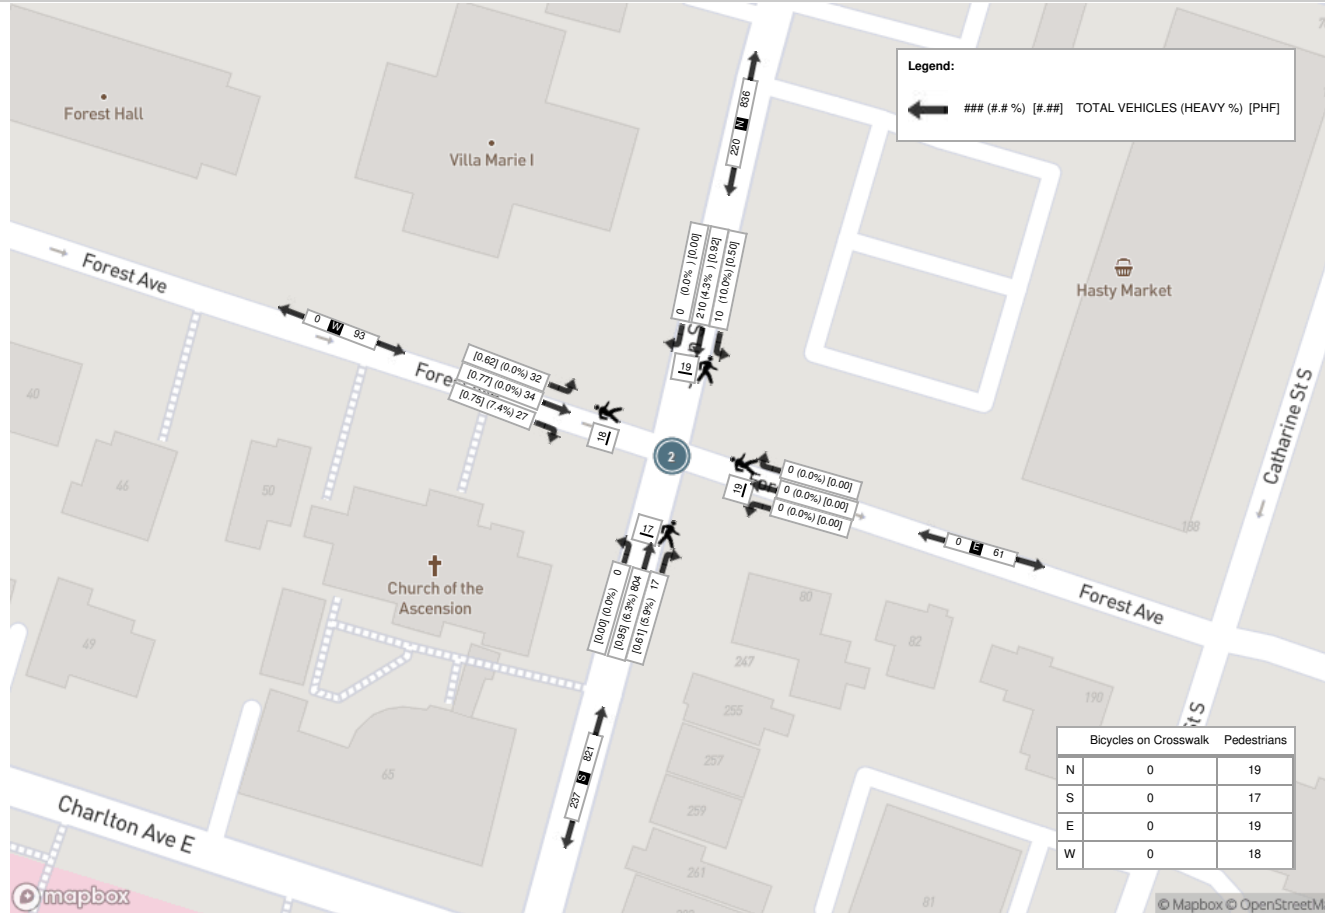 Legend:
### (#.# %) [#.##] TOTAL VEHICLES (HEAVY %) [PHF]
Forest Hall
Villa Marie I
Hasty Market
Forest Ave
Catharine St S
220 N 836
0 (0.0% ) [0.00]
210 (4.3% ) [0.92]
10 (10.0%) [0.50]
0 W 93
[0.62] (0.0%) 32
[0.77] (0.0%) 34
[0.75] (7.4%) 27
Fore
19
18
2
19
0 (0.0%) [0.00]
0 (0.0%) [0.00]
0 (0.0%) [0.00]
17
40
46
50
188
0 E 61
Church of the
Ascension
[0.00] (0.0%) 0
[0.95] (6.3%) 804
[0.61] (5.9%) 17
Forest Ave
80
82
49
247
190
255
St S
237 S 821
257
65
259
Charlton Ave E
261
81
Bicycles on Crosswalk Pedestrians
N 0 19
S 0 17
E 0 19
W 0 18
mapbox
© Mapbox © OpenStreetM